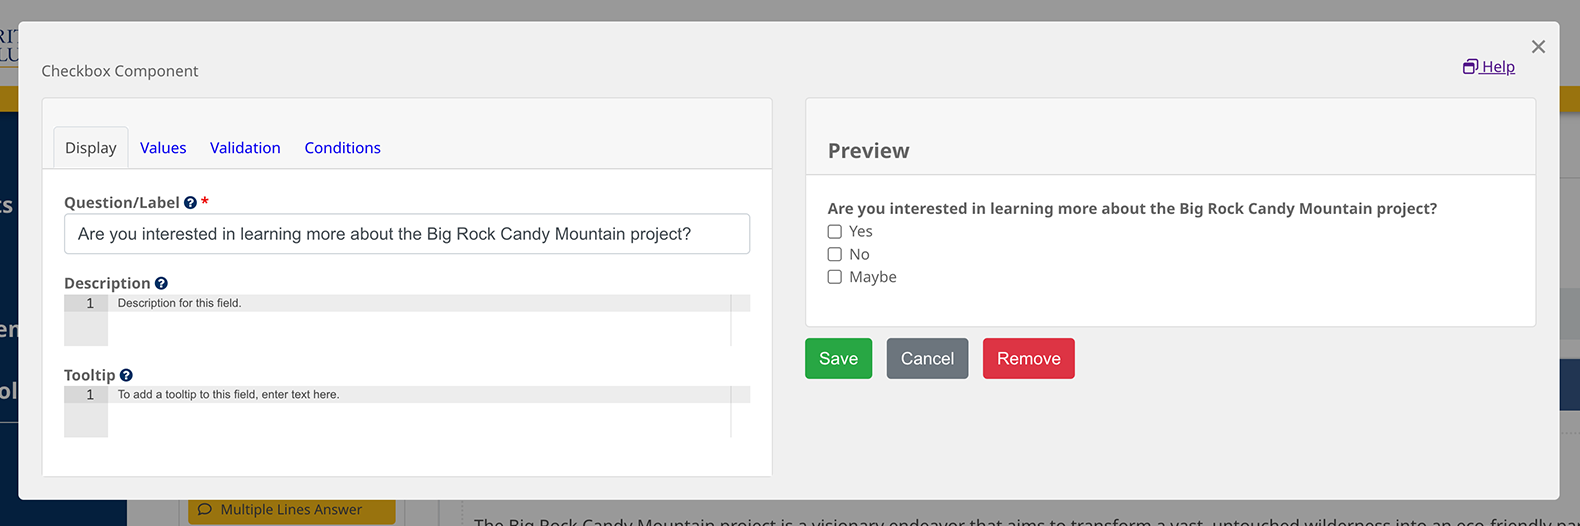 Checkbox Component
Help
Display Values Validation Conditions
Question/Label *
Are you interested in learning more about the Big Rock Candy Mountain project?
Description
1 Description for this field.
Tooltip
1 To add a tooltip to this field, enter text here.
Preview
Are you interested in learning more about the Big Rock Candy Mountain project?
Yes
No
Maybe
Save Cancel Remove
Multiple Lines Answer
The Big Rock Candy Mountain project is a visionary endeavor that aims to transform a vast, untouched wilderness into an eco-friendly